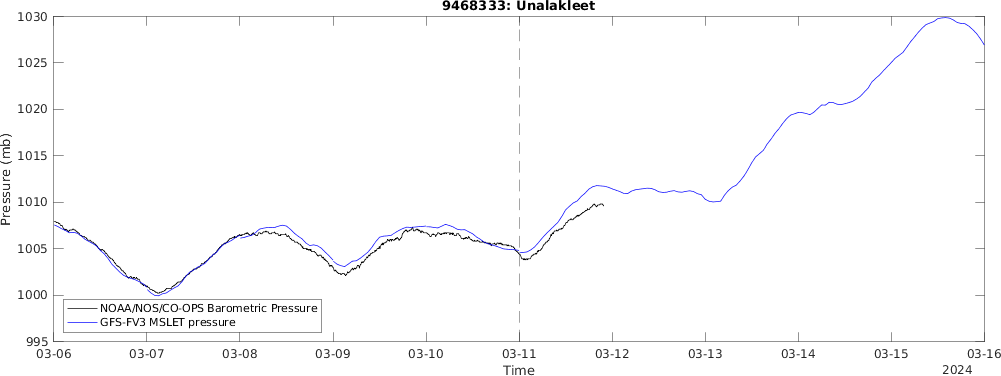 9468333: Unalakleet
1030
1025
1020
1015
1010
1005
1000
995
Pressure (mb)
NOAA/NOS/CO-OPS Barometric Pressure
GFS-FV3 MSLET pressure
03-06 03-07 03-08 03-09 03-10 03-11 03-12 03-13 03-14 03-15 03-16
Time
2024